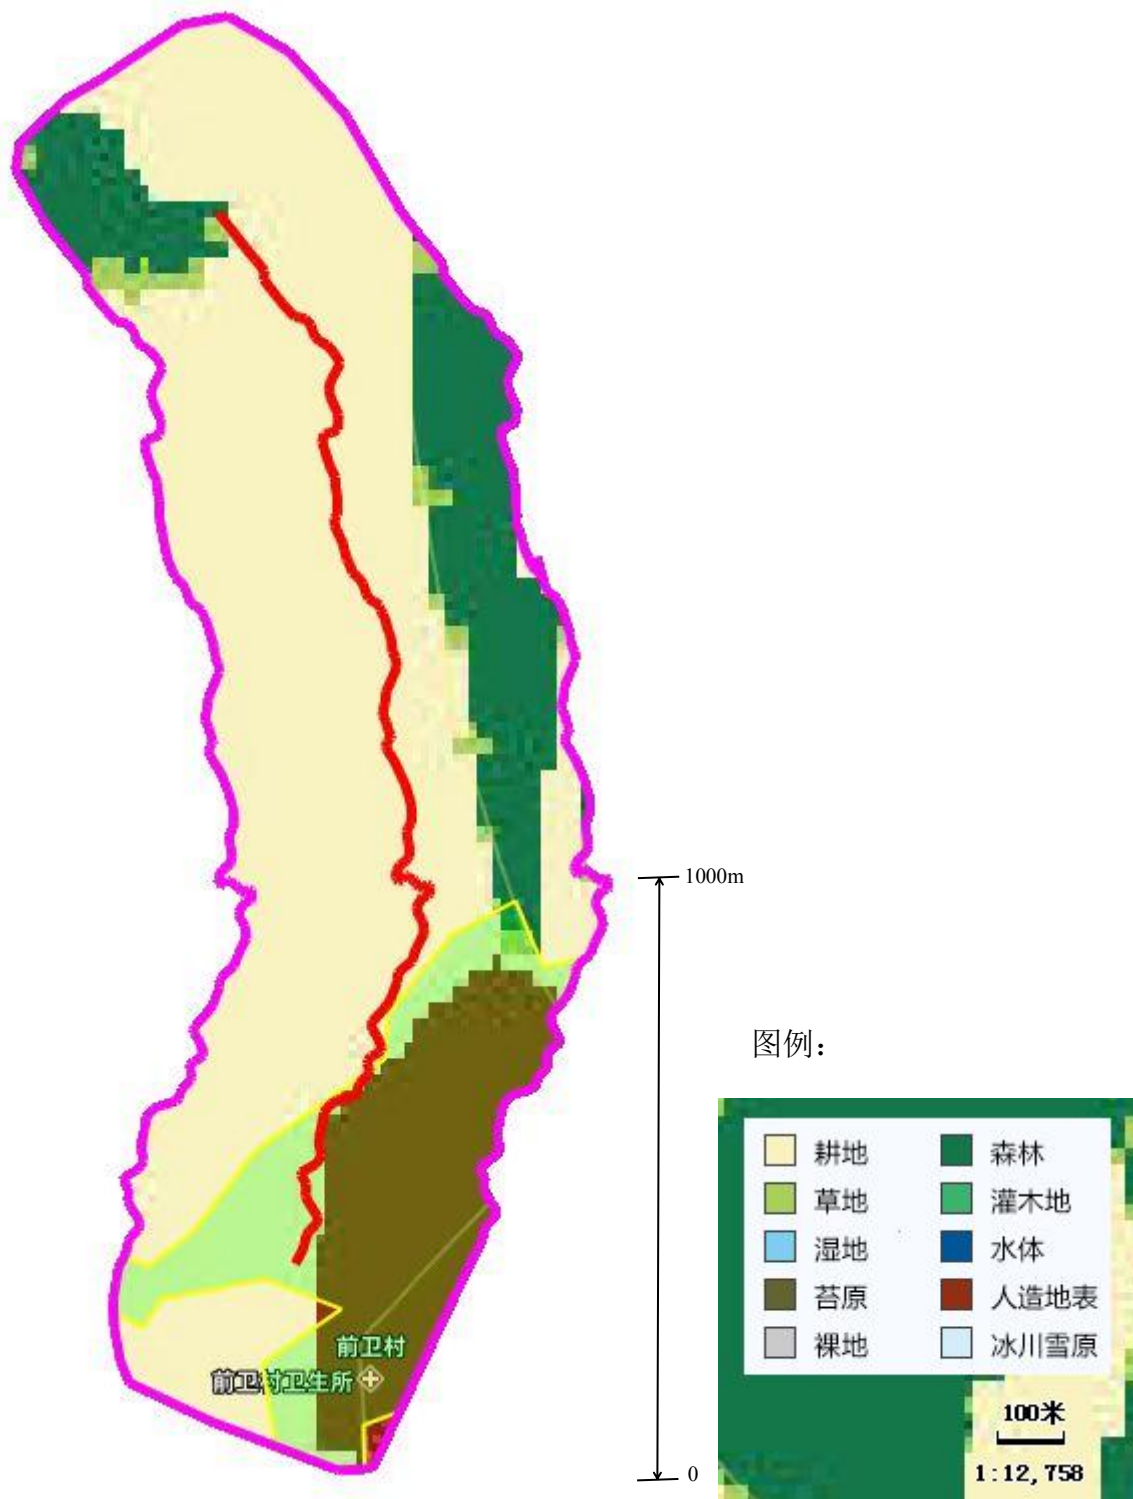 1000m
图例：
耕地
森林
草地
灌木地
湿地
水体
苔原
人造地表
裸地
冰川雪原
前卫村
前卫村卫生所
100米
1:12,758
0